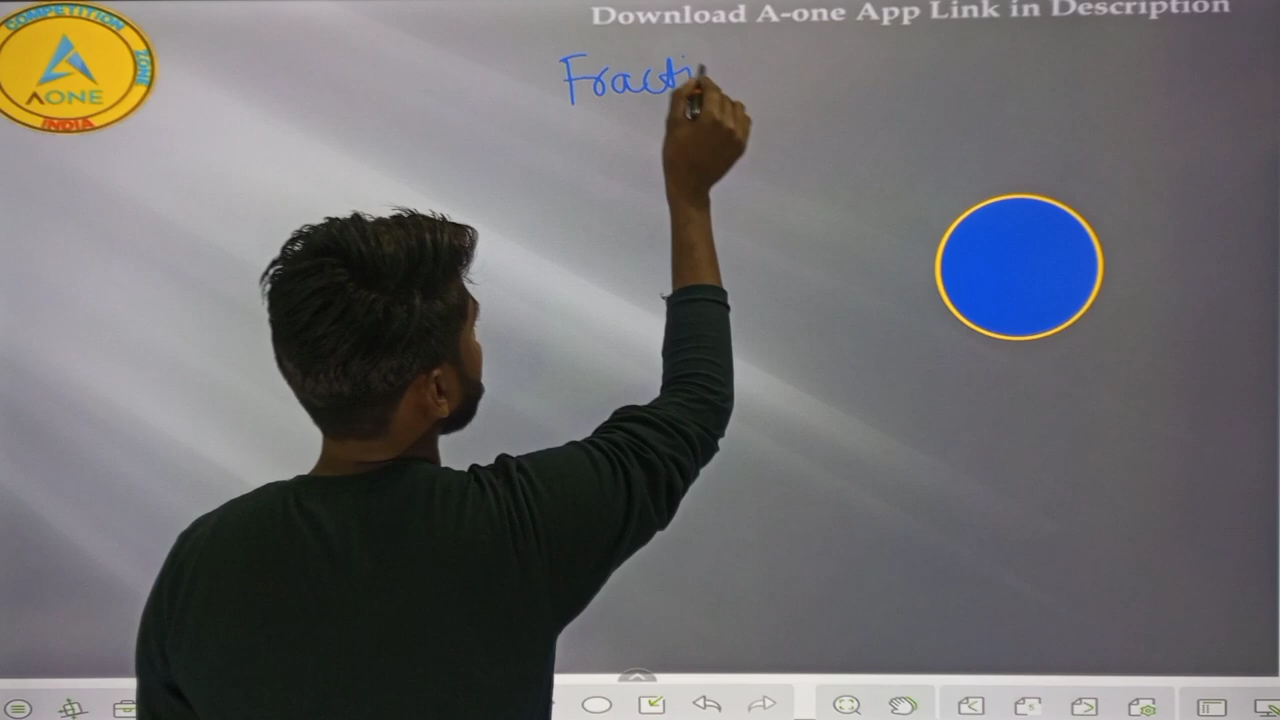 Download A-one App Link in Description
COMPETITION ZONE
AONE
INDIA
Fracti